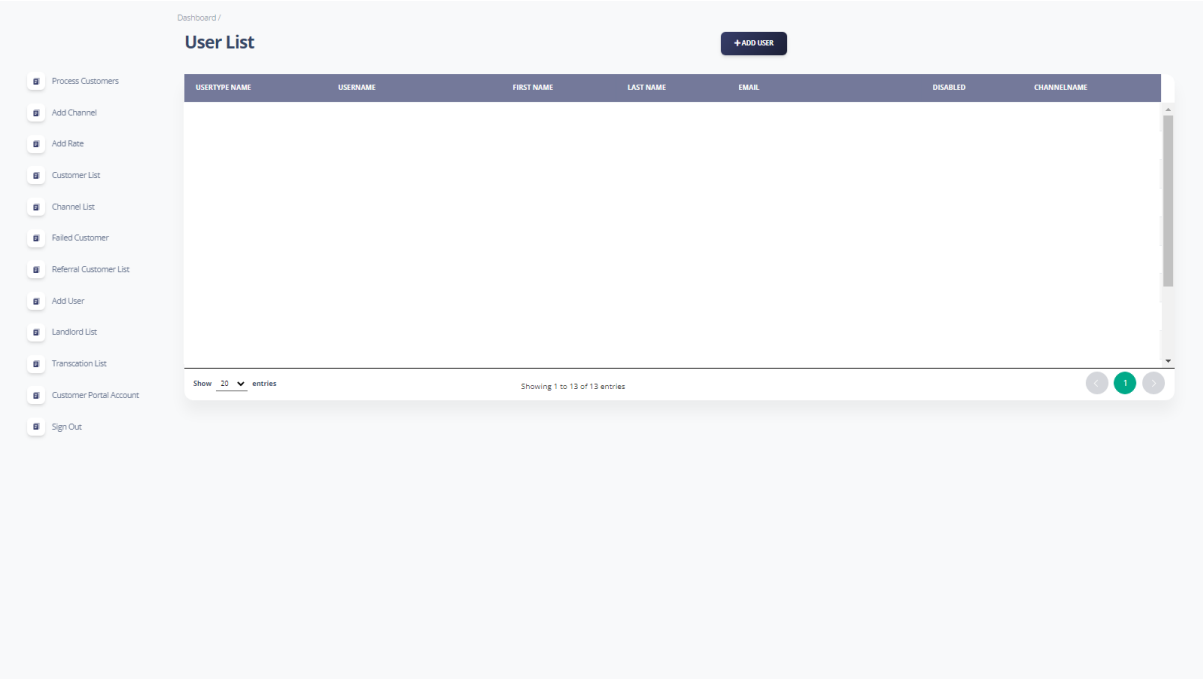 Dashboard /
User List
+ ADD USER
Process Customers
Add Channel
Add Rate
Customer List
Channel List
Failed Customer
Referral Customer List
Add User
Landlord List
Transcation List
Customer Portal Account
Sign Out
USERTYPE NAME USERNAME FIRST NAME LAST NAME EMAIL DISABLED CHANNELNAME
Show 20 entries
Showing 1 to 13 of 13 entries
1